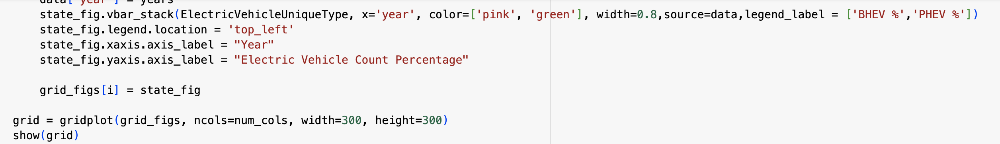 data['year'] = years
state_fig.vbar_stack(ElectricVehicleUniqueType, x='year', color=['pink', 'green'], width=0.8,source=data,legend_label = ['BHEV %','PHEV %'])
state_fig.legend.location = 'top_left'
state_fig.xaxis.axis_label = "Year"
state_fig.yaxis.axis_label = "Electric Vehicle Count Percentage"
grid_figs[i] = state_fig
grid = gridplot(grid_figs, ncols=num_cols, width=300, height=300)
show(grid)